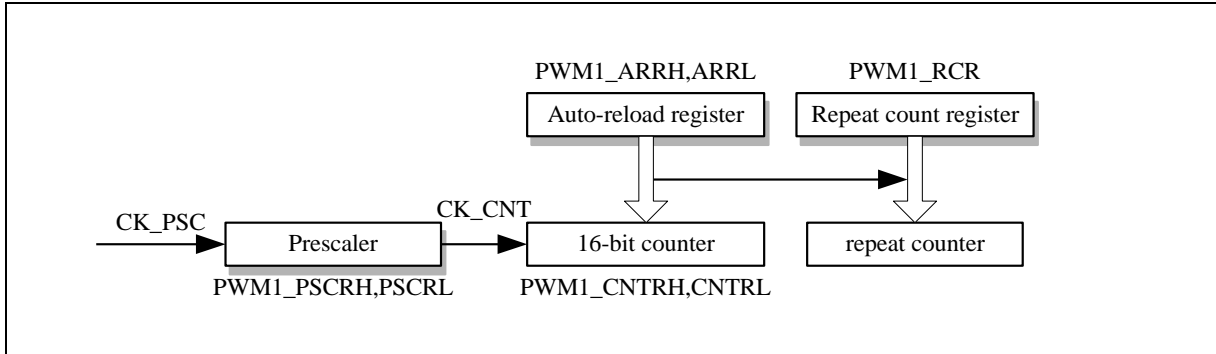 PWM1_ARRH,ARRL
PWM1_RCR
Auto-reload register
Repeat count register
CK_PSC
CK_CNT
Prescaler
16-bit counter
repeat counter
PWM1_PSCRH,PSCRL
PWM1_CNTRH,CNTRL